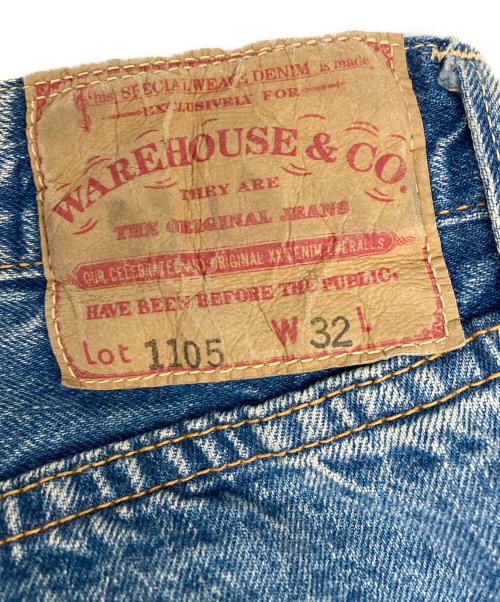 This SPECIAL WEAVE DENIM is made
EXCLUSIVELY FOR
WAREHOUSE & CO.
THEY ARE
THE ORIGINAL JEANS
OUR CELEBRATED AND ORIGINAL XX DENIM OVERALLS
HAVE BEEN BEFORE THE PUBLIC.
Lot 1105 W 32 L